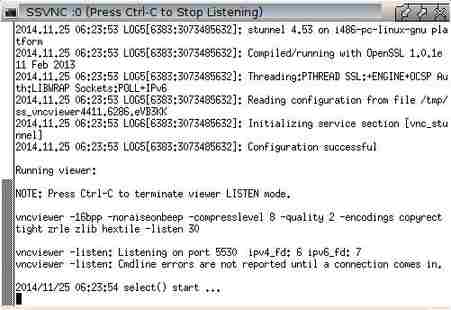 SSVNC :0 (Press Ctrl-C to Stop Listening)
2014.11.25 06:23:53 LOG5[6383:3073485632]: stunnel 4.53 on i486-pc-linux-gnu pla
tform
2014.11.25 06:23:53 LOG5[6383:3073485632]: Compiled/running with OpenSSL 1.0.1e
11 Feb 2013
2014.11.25 06:23:53 LOG5[6383:3073485632]: Threading:PTHREAD SSL:+ENGINE+OCSP Au
th:LIBWRAP Sockets:POLL+IPv6
2014.11.25 06:23:53 LOG5[6383:3073485632]: Reading configuration from file /tmp/
ss_vncviewer4411.6286.eVB3KK
2014.11.25 06:23:53 LOG6[6383:3073485632]: Initializing service section [vnc_stu
nnel]
2014.11.25 06:23:53 LOG5[6383:3073485632]: Configuration successful
Running viewer:
NOTE: Press Ctrl-C to terminate viewer LISTEN mode.
vncviewer -16bpp -noraiseonbeep -compresslevel 8 -quality 2 -encodings copyrect
tight zrle zlib hextile -listen 30
vncviewer -listen: Listening on port 5530 ipv4_fd: 6 ipv6_fd: 7
vncviewer -listen: Cmdline errors are not reported until a connection comes in.
2014/11/25 06:23:54 select() start ...